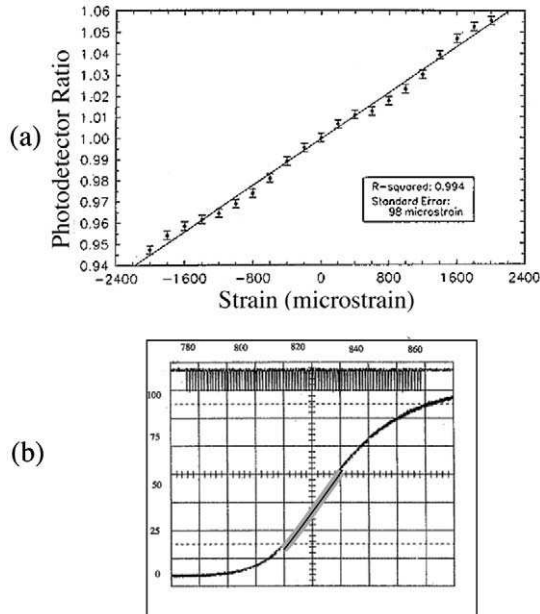 (a)
Photodetector Ratio
1.06
1.05
1.04
1.03
1.02
1.01
1.00
0.99
0.98
0.97
0.96
0.95
0.94
R-squared: 0.994
Standard Error:
98 microstrain
-2400 -1600 -800 0 800 1600 2400
Strain (microstrain)
(b)
780 800 820 840 860
100
75
50
25
0